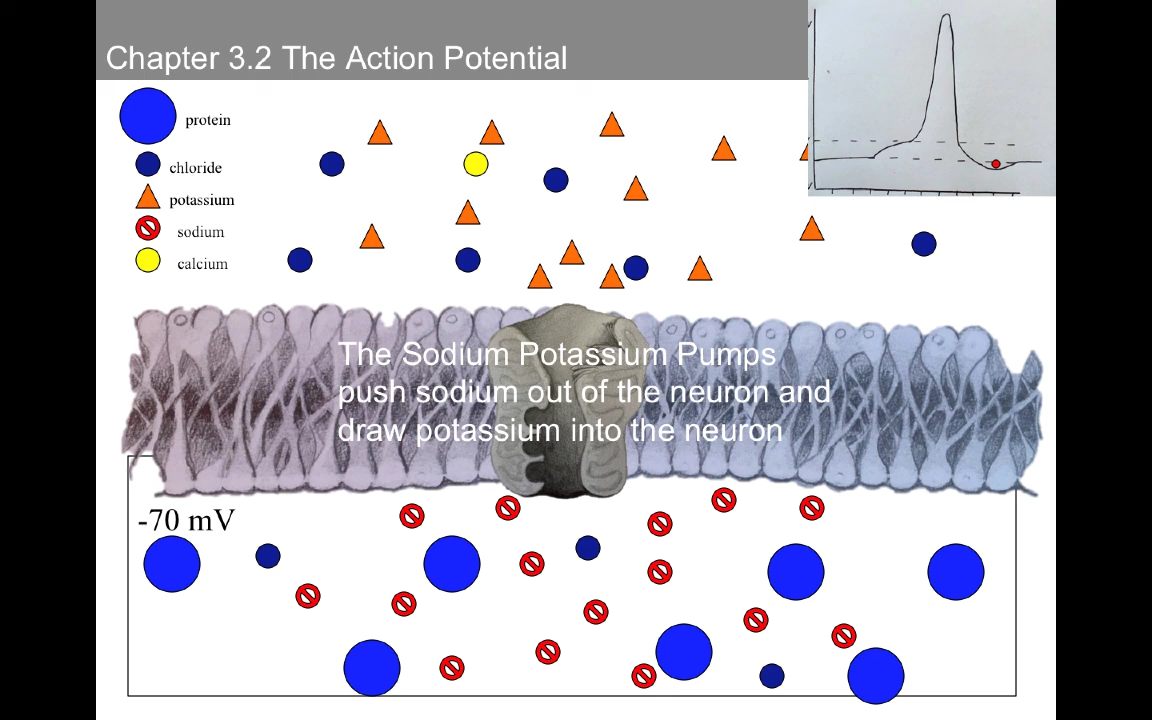 Chapter 3.2 The Action Potential
protein
chloride
potassium
sodium
calcium
The Sodium Potassium Pumps
push sodium out of the neuron and
draw potassium into the neuron
-70 mV